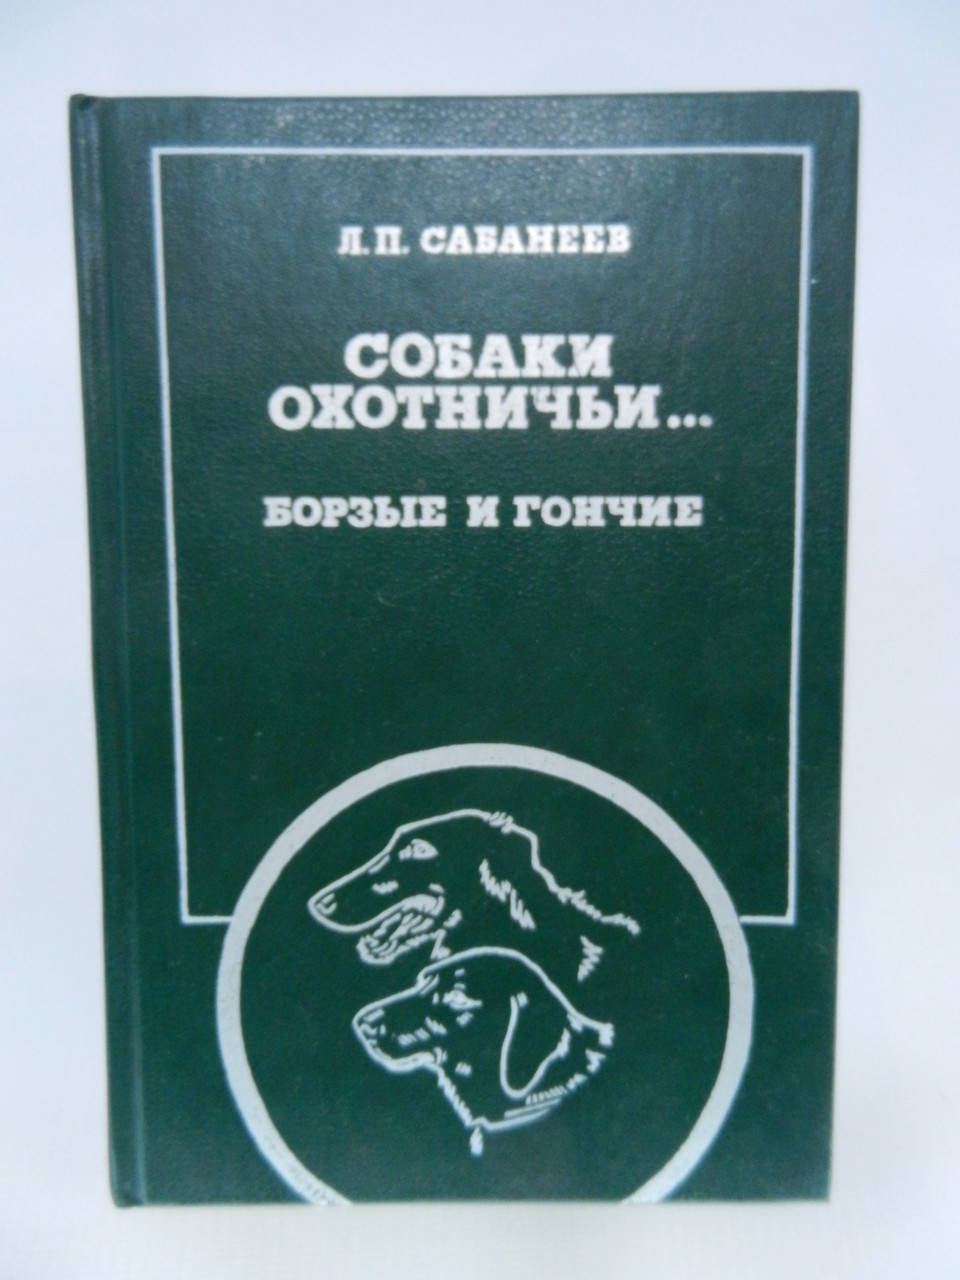 Л.П. САБАНЕЕВ
СОБАКИ
ОХОТНИЧЬИ...
БОРЗЫЕ И ГОНЧИЕ